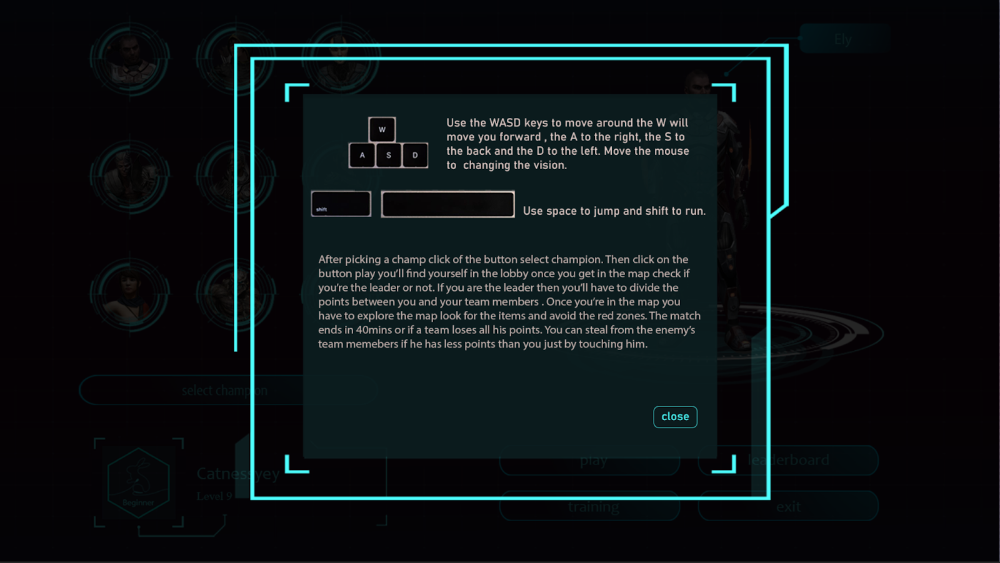 Ely
W
A S D
Use the WASD keys to move around the W will
move you forward , the A to the right, the S to
the back and the D to the left. Move the mouse
to changing the vision.
shift
Use space to jump and shift to run.
After picking a champ click of the button select champion. Then click on the
button play you'll find yourself in the lobby once you get in the map check if
you're the leader or not. If you are the leader then you'll have to divide the
points between you and your team members . Once you're in the map you
have to explore the map look for the items and avoid the red zones. The match
ends in 40mins or if a team loses all his points. You can steal from the enemy's
team memebers if he has less points than you just by touching him.
select champion
close
play
leaderboard
Catnessyey
Level 9
Beginner
training
exit